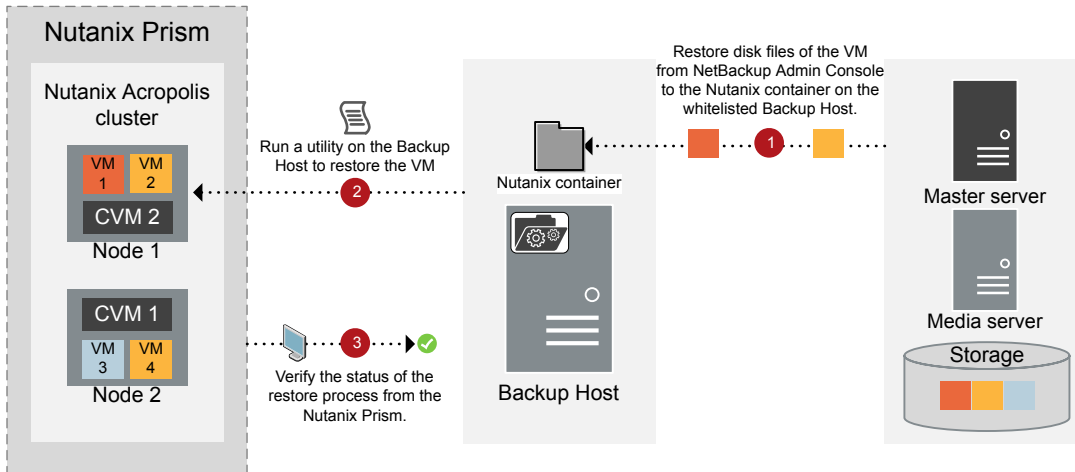 Nutanix Prism
Nutanix Acropolis
cluster
VM
1
VM
2
CVM 2
Node 1
CVM 1
VM
3
VM
4
Node 2
Run a utility on the Backup
Host to restore the VM
2
3
Verify the status of the
restore process from the
Nutanix Prism.
Nutanix container
Backup Host
Restore disk files of the VM
from NetBackup Admin Console
to the Nutanix container on the
whitelisted Backup Host.
1
Master server
Media server
Storage